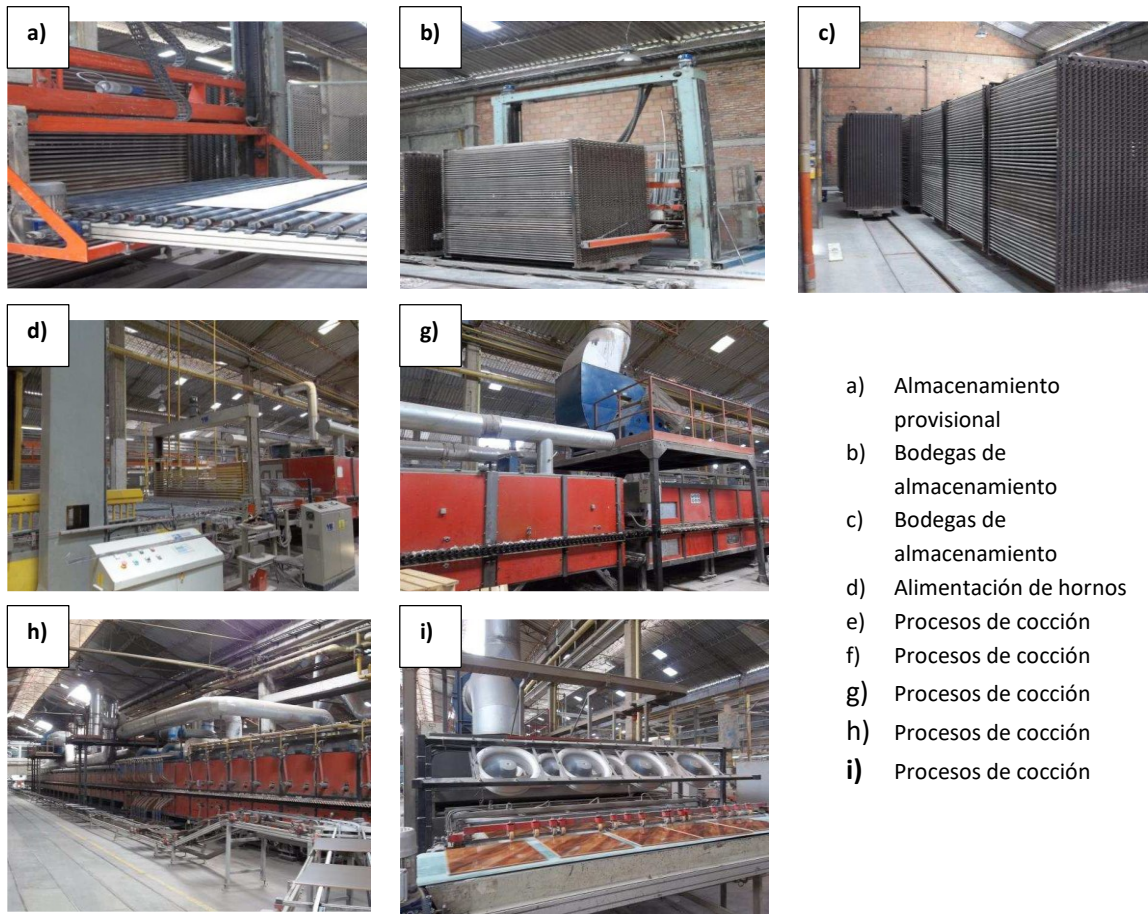 a)
b)
c)
d)
g)
h)
i)
a) Almacenamiento
provisional
b) Bodegas de
almacenamiento
c) Bodegas de
almacenamiento
d) Alimentación de hornos
e) Procesos de cocción
f) Procesos de cocción
g) Procesos de cocción
h) Procesos de cocción
i) Procesos de cocción